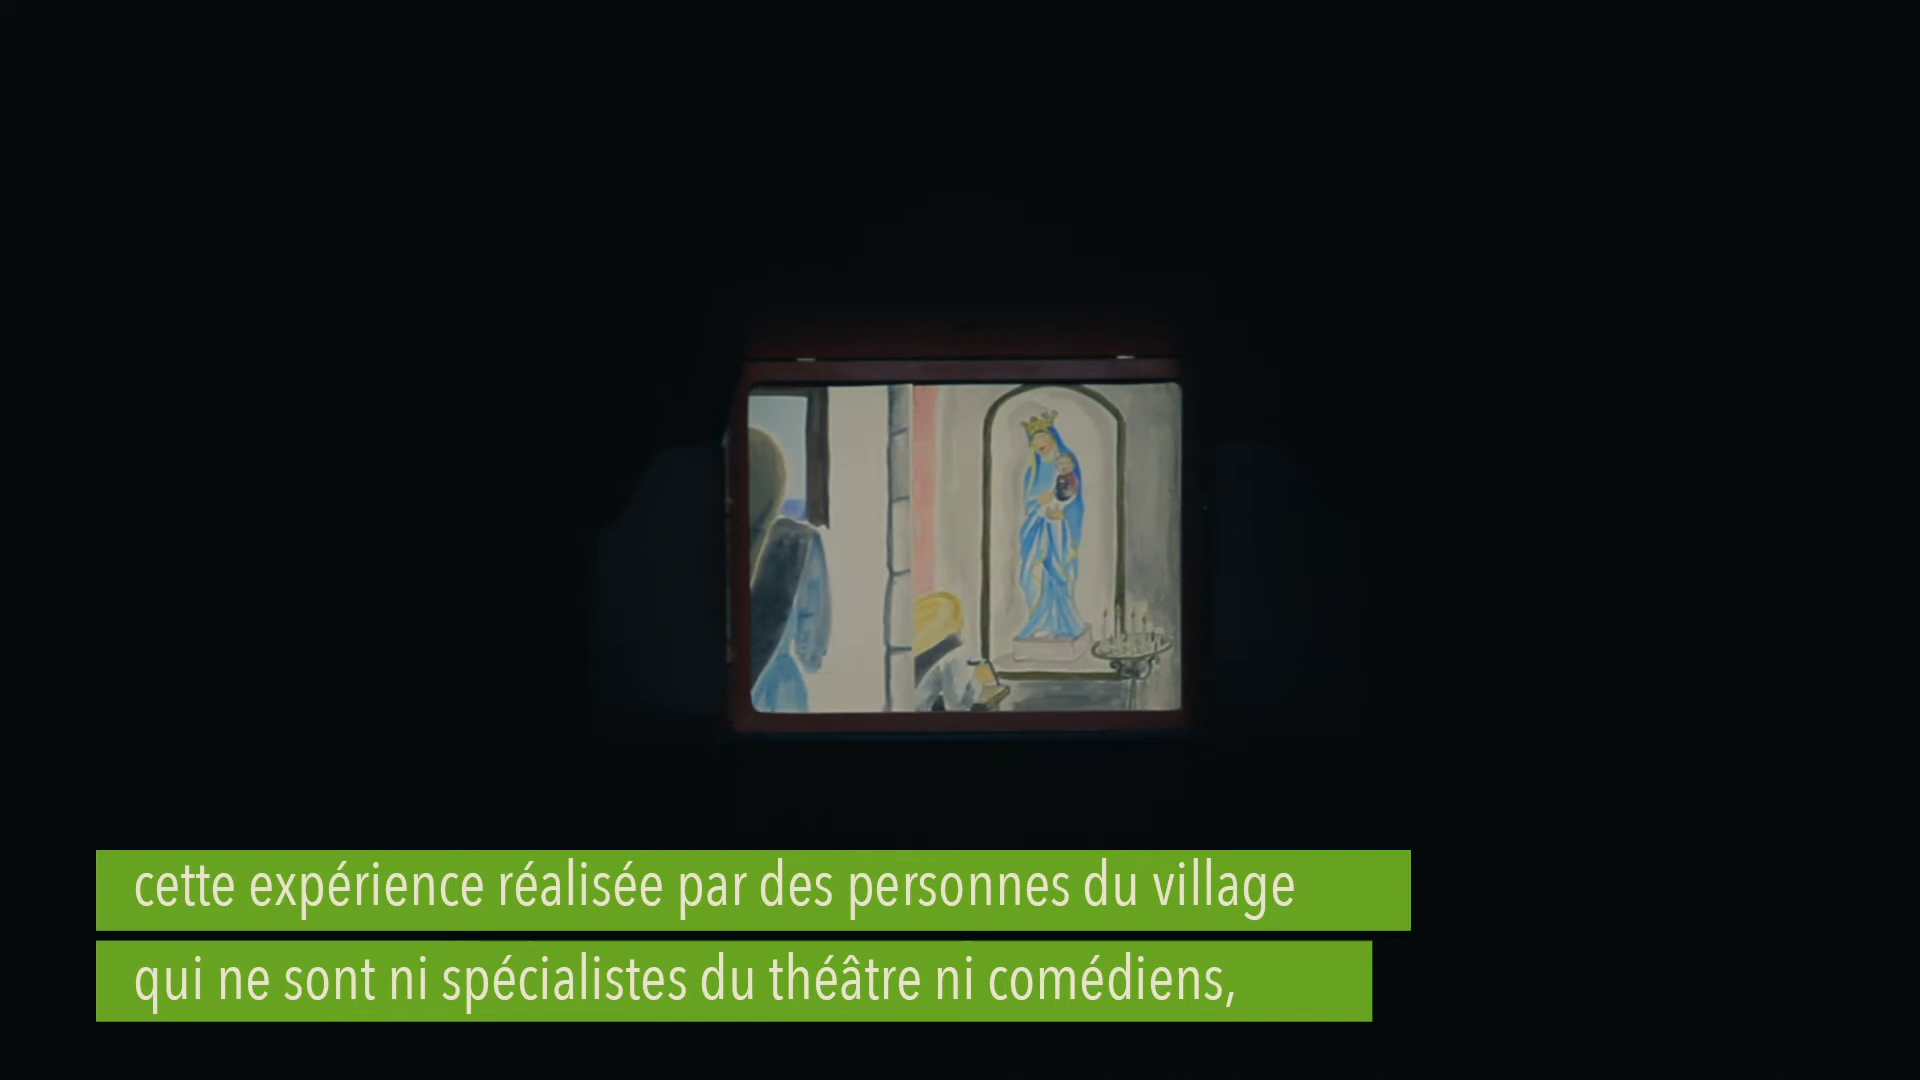 cette expérience réalisée par des personnes du village
qui ne sont ni spécialistes du théâtre ni comédiens,